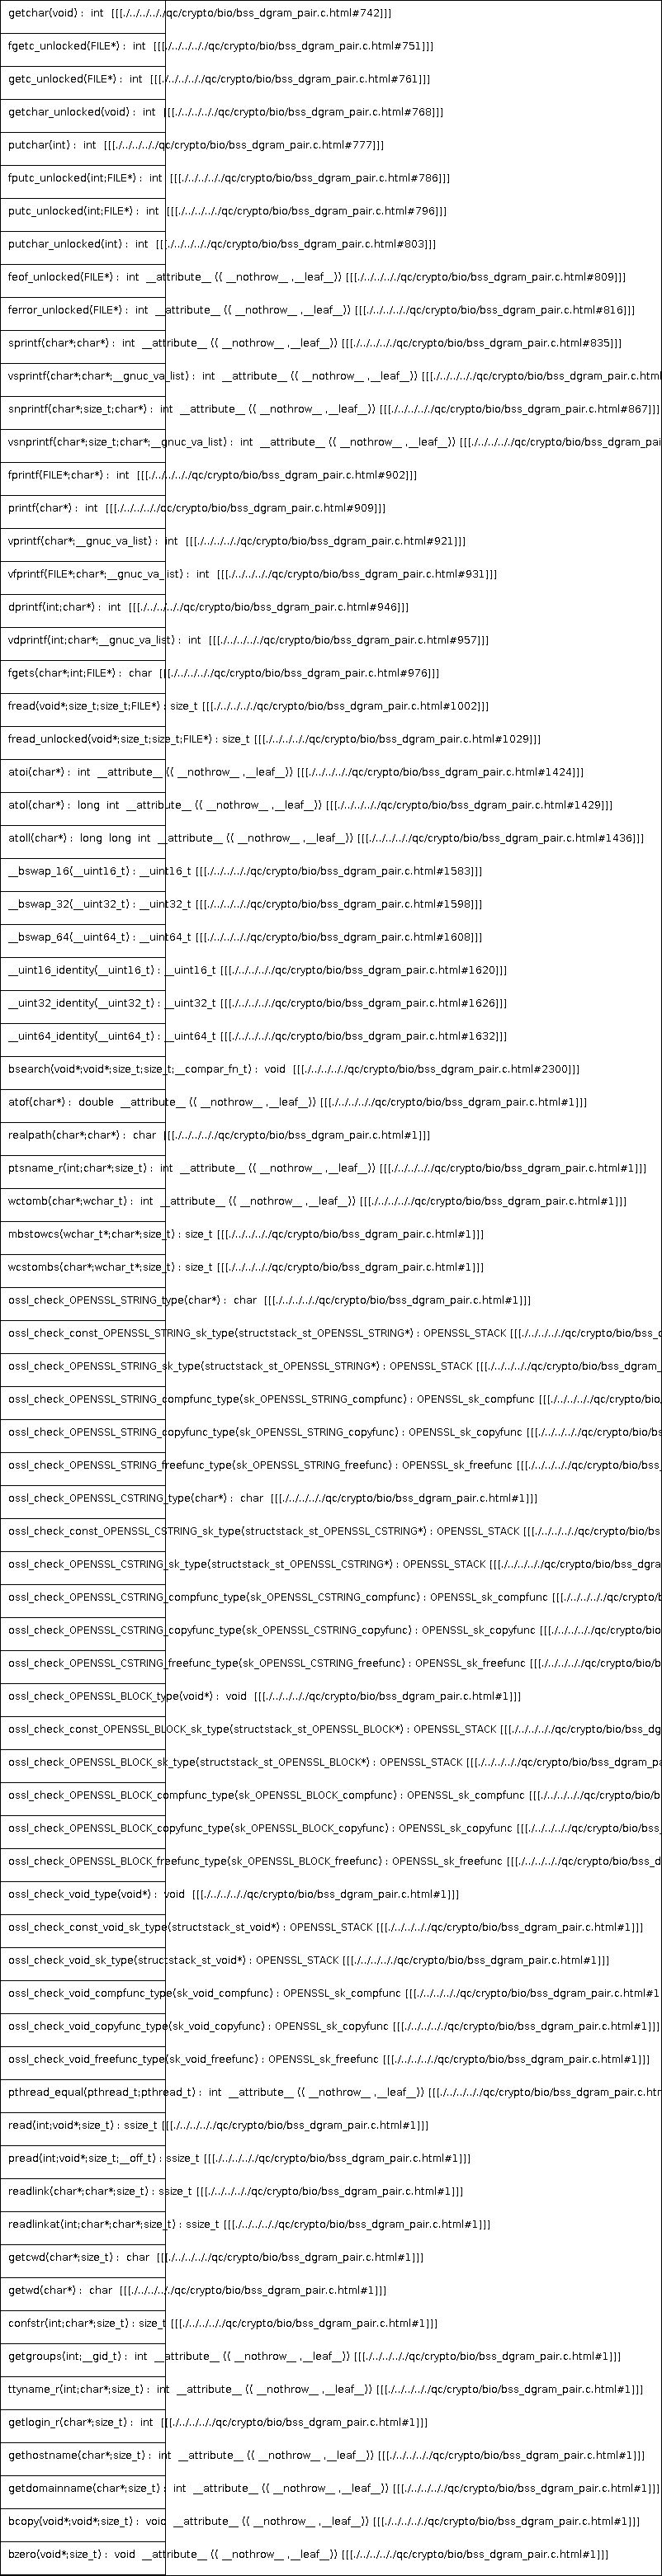 getchar(void) : int [[[./../../../qc/crypto/bio/bss_dgram_pair.c.html#742]]]
fgetc_unlocked(FILE*) : int [[[./../../../qc/crypto/bio/bss_dgram_pair.c.html#751]]]
getc_unlocked(FILE*) : int [[[./../../../qc/crypto/bio/bss_dgram_pair.c.html#761]]]
getchar_unlocked(void) : int [[[./../../../qc/crypto/bio/bss_dgram_pair.c.html#768]]]
putchar(int) : int [[[./../../../qc/crypto/bio/bss_dgram_pair.c.html#777]]]
fputc_unlocked(int;FILE*) : int [[[./../../../qc/crypto/bio/bss_dgram_pair.c.html#786]]]
putc_unlocked(int;FILE*) : int [[[./../../../qc/crypto/bio/bss_dgram_pair.c.html#796]]]
putchar_unlocked(int) : int [[[./../../../qc/crypto/bio/bss_dgram_pair.c.html#803]]]
feof_unlocked(FILE*) : int __attribute__ (( __nothrow__ ,__leaf__)) [[[./../../../qc/crypto/bio/bss_dgram_pair.c.html#809]]]
ferror_unlocked(FILE*) : int __attribute__ (( __nothrow__ ,__leaf__)) [[[./../../../qc/crypto/bio/bss_dgram_pair.c.html#816]]]
sprintf(char*;char*) : int __attribute__ (( __nothrow__ ,__leaf__)) [[[./../../../qc/crypto/bio/bss_dgram_pair.c.html#835]]]
vsprintf(char*;char*;__gnuc_va_list) : int __attribute__ (( __nothrow__ ,__leaf__)) [[[./../../../qc/crypto/bio/bss_dgram_pair.c.html
snprintf(char*;size_t;char*) : int __attribute__ (( __nothrow__ ,__leaf__)) [[[./../../../qc/crypto/bio/bss_dgram_pair.c.html#867]]]
vsnprintf(char*;size_t;char*;__gnuc_va_list) : int __attribute__ (( __nothrow__ ,__leaf__)) [[[./../../../qc/crypto/bio/bss_dgram_pai
fprintf(FILE*;char*) : int [[[./../../../qc/crypto/bio/bss_dgram_pair.c.html#902]]]
printf(char*) : int [[[./../../../qc/crypto/bio/bss_dgram_pair.c.html#909]]]
vprintf(char*;__gnuc_va_list) : int [[[./../../../qc/crypto/bio/bss_dgram_pair.c.html#921]]]
vfprintf(FILE*;char*;__gnuc_va_list) : int [[[./../../../qc/crypto/bio/bss_dgram_pair.c.html#931]]]
dprintf(int;char*) : int [[[./../../../qc/crypto/bio/bss_dgram_pair.c.html#946]]]
vdprintf(int;char*;__gnuc_va_list) : int [[[./../../../qc/crypto/bio/bss_dgram_pair.c.html#957]]]
fgets(char*;int;FILE*) : char [[[./../../../qc/crypto/bio/bss_dgram_pair.c.html#976]]]
fread(void*;size_t;size_t;FILE*) : size_t [[[./../../../qc/crypto/bio/bss_dgram_pair.c.html#1002]]]
fread_unlocked(void*;size_t;size_t;FILE*) : size_t [[[./../../../qc/crypto/bio/bss_dgram_pair.c.html#1029]]]
atoi(char*) : int __attribute__ (( __nothrow__ ,__leaf__)) [[[./../../../qc/crypto/bio/bss_dgram_pair.c.html#1424]]]
atol(char*) : long int __attribute__ (( __nothrow__ ,__leaf__)) [[[./../../../qc/crypto/bio/bss_dgram_pair.c.html#1429]]]
atoll(char*) : long long int __attribute__ (( __nothrow__ ,__leaf__)) [[[./../../../qc/crypto/bio/bss_dgram_pair.c.html#1436]]]
__bswap_16(__uint16_t) : __uint16_t [[[./../../../qc/crypto/bio/bss_dgram_pair.c.html#1583]]]
__bswap_32(__uint32_t) : __uint32_t [[[./../../../qc/crypto/bio/bss_dgram_pair.c.html#1598]]]
__bswap_64(__uint64_t) : __uint64_t [[[./../../../qc/crypto/bio/bss_dgram_pair.c.html#1608]]]
__uint16_identity(__uint16_t) : __uint16_t [[[./../../../qc/crypto/bio/bss_dgram_pair.c.html#1620]]]
__uint32_identity(__uint32_t) : __uint32_t [[[./../../../qc/crypto/bio/bss_dgram_pair.c.html#1626]]]
__uint64_identity(__uint64_t) : __uint64_t [[[./../../../qc/crypto/bio/bss_dgram_pair.c.html#1632]]]
bsearch(void*;void*;size_t;size_t;__compar_fn_t) : void [[[./../../../qc/crypto/bio/bss_dgram_pair.c.html#2300]]]
atof(char*) : double __attribute__ (( __nothrow__ ,__leaf__)) [[[./../../../qc/crypto/bio/bss_dgram_pair.c.html#1]]]
realpath(char*;char*) : char [[[./../../../qc/crypto/bio/bss_dgram_pair.c.html#1]]]
ptsname_r(int;char*;size_t) : int __attribute__ (( __nothrow__ ,__leaf__)) [[[./../../../qc/crypto/bio/bss_dgram_pair.c.html#1]]]
wctomb(char*;wchar_t) : int __attribute__ (( __nothrow__ ,__leaf__)) [[[./../../../qc/crypto/bio/bss_dgram_pair.c.html#1]]]
mbstowcs(wchar_t*;char*;size_t) : size_t [[[./../../../qc/crypto/bio/bss_dgram_pair.c.html#1]]]
wcstombs(char*;wchar_t*;size_t) : size_t [[[./../../../qc/crypto/bio/bss_dgram_pair.c.html#1]]]
ossl_check_OPENSSL_STRING_type(char*) : char [[[./../../../qc/crypto/bio/bss_dgram_pair.c.html#1]]]
ossl_check_const_OPENSSL_STRING_sk_type(structstack_st_OPENSSL_STRING*) : OPENSSL_STACK [[[./../../../qc/crypto/bio/bss_d
ossl_check_OPENSSL_STRING_sk_type(structstack_st_OPENSSL_STRING*) : OPENSSL_STACK [[[./../../../qc/crypto/bio/bss_dgram_
ossl_check_OPENSSL_STRING_compfunc_type(sk_OPENSSL_STRING_compfunc) : OPENSSL_sk_compfunc [[[./../../../qc/crypto/bio/
ossl_check_OPENSSL_STRING_copyfunc_type(sk_OPENSSL_STRING_copyfunc) : OPENSSL_sk_copyfunc [[[./../../../qc/crypto/bio/bs
ossl_check_OPENSSL_STRING_freefunc_type(sk_OPENSSL_STRING_freefunc) : OPENSSL_sk_freefunc [[[./../../../qc/crypto/bio/bss_
ossl_check_OPENSSL_CSTRING_type(char*) : char [[[./../../../qc/crypto/bio/bss_dgram_pair.c.html#1]]]
ossl_check_const_OPENSSL_CSTRING_sk_type(structstack_st_OPENSSL_CSTRING*) : OPENSSL_STACK [[[./../../../qc/crypto/bio/bs
ossl_check_OPENSSL_CSTRING_sk_type(structstack_st_OPENSSL_CSTRING*) : OPENSSL_STACK [[[./../../../qc/crypto/bio/bss_dgra
ossl_check_OPENSSL_CSTRING_compfunc_type(sk_OPENSSL_CSTRING_compfunc) : OPENSSL_sk_compfunc [[[./../../../qc/crypto/b
ossl_check_OPENSSL_CSTRING_copyfunc_type(sk_OPENSSL_CSTRING_copyfunc) : OPENSSL_sk_copyfunc [[[./../../../qc/crypto/bio
ossl_check_OPENSSL_CSTRING_freefunc_type(sk_OPENSSL_CSTRING_freefunc) : OPENSSL_sk_freefunc [[[./../../../qc/crypto/bio/b
ossl_check_OPENSSL_BLOCK_type(void*) : void [[[./../../../qc/crypto/bio/bss_dgram_pair.c.html#1]]]
ossl_check_const_OPENSSL_BLOCK_sk_type(structstack_st_OPENSSL_BLOCK*) : OPENSSL_STACK [[[./../../../qc/crypto/bio/bss_dg
ossl_check_OPENSSL_BLOCK_sk_type(structstack_st_OPENSSL_BLOCK*) : OPENSSL_STACK [[[./../../../qc/crypto/bio/bss_dgram_pa
ossl_check_OPENSSL_BLOCK_compfunc_type(sk_OPENSSL_BLOCK_compfunc) : OPENSSL_sk_compfunc [[[./../../../qc/crypto/bio/b
ossl_check_OPENSSL_BLOCK_copyfunc_type(sk_OPENSSL_BLOCK_copyfunc) : OPENSSL_sk_copyfunc [[[./../../../qc/crypto/bio/bss_
ossl_check_OPENSSL_BLOCK_freefunc_type(sk_OPENSSL_BLOCK_freefunc) : OPENSSL_sk_freefunc [[[./../../../qc/crypto/bio/bss_d
ossl_check_void_type(void*) : void [[[./../../../qc/crypto/bio/bss_dgram_pair.c.html#1]]]
ossl_check_const_void_sk_type(structstack_st_void*) : OPENSSL_STACK [[[./../../../qc/crypto/bio/bss_dgram_pair.c.html#1]]]
ossl_check_void_sk_type(structstack_st_void*) : OPENSSL_STACK [[[./../../../qc/crypto/bio/bss_dgram_pair.c.html#1]]]
ossl_check_void_compfunc_type(sk_void_compfunc) : OPENSSL_sk_compfunc [[[./../../../qc/crypto/bio/bss_dgram_pair.c.html#1
ossl_check_void_copyfunc_type(sk_void_copyfunc) : OPENSSL_sk_copyfunc [[[./../../../qc/crypto/bio/bss_dgram_pair.c.html#1]]]
ossl_check_void_freefunc_type(sk_void_freefunc) : OPENSSL_sk_freefunc [[[./../../../qc/crypto/bio/bss_dgram_pair.c.html#1]]]
pthread_equal(pthread_t;pthread_t) : int __attribute__ (( __nothrow__ ,__leaf__)) [[[./../../../qc/crypto/bio/bss_dgram_pair.c.htm
read(int;void*;size_t) : ssize_t [[[./../../../qc/crypto/bio/bss_dgram_pair.c.html#1]]]
pread(int;void*;size_t;__off_t) : ssize_t [[[./../../../qc/crypto/bio/bss_dgram_pair.c.html#1]]]
readlink(char*;char*;size_t) : ssize_t [[[./../../../qc/crypto/bio/bss_dgram_pair.c.html#1]]]
readlinkat(int;char*;char*;size_t) : ssize_t [[[./../../../qc/crypto/bio/bss_dgram_pair.c.html#1]]]
getcwd(char*;size_t) : char [[[./../../../qc/crypto/bio/bss_dgram_pair.c.html#1]]]
getwd(char*) : char [[[./../../../qc/crypto/bio/bss_dgram_pair.c.html#1]]]
confstr(int;char*;size_t) : size_t [[[./../../../qc/crypto/bio/bss_dgram_pair.c.html#1]]]
getgroups(int;__gid_t) : int __attribute__ (( __nothrow__ ,__leaf__)) [[[./../../../qc/crypto/bio/bss_dgram_pair.c.html#1]]]
ttyname_r(int;char*;size_t) : int __attribute__ (( __nothrow__ ,__leaf__)) [[[./../../../qc/crypto/bio/bss_dgram_pair.c.html#1]]]
getlogin_r(char*;size_t) : int [[[./../../../qc/crypto/bio/bss_dgram_pair.c.html#1]]]
gethostname(char*;size_t) : int __attribute__ (( __nothrow__ ,__leaf__)) [[[./../../../qc/crypto/bio/bss_dgram_pair.c.html#1]]]
getdomainname(char*;size_t) : int __attribute__ (( __nothrow__ ,__leaf__)) [[[./../../../qc/crypto/bio/bss_dgram_pair.c.html#1]]]
bcopy(void*;void*;size_t) : void __attribute__ (( __nothrow__ ,__leaf__)) [[[./../../../qc/crypto/bio/bss_dgram_pair.c.html#1]]]
bzero(void*;size_t) : void __attribute__ (( __nothrow__ ,__leaf__)) [[[./../../../qc/crypto/bio/bss_dgram_pair.c.html#1]]]